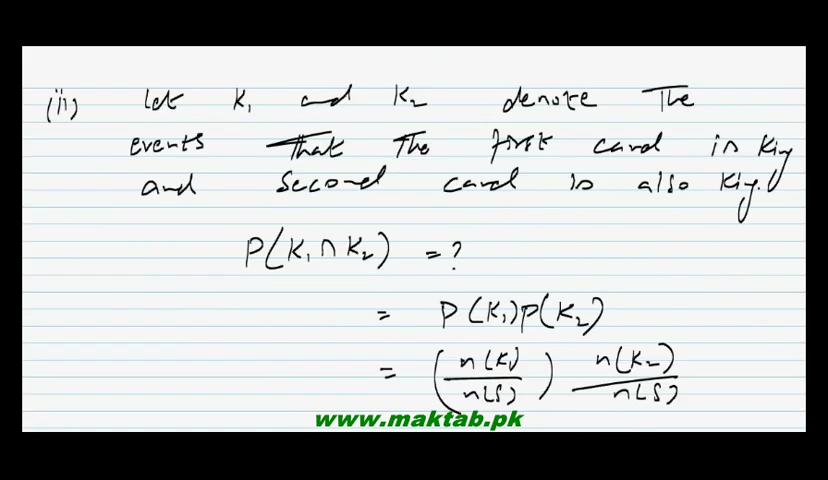 (ii) Let K₁ and K₂ denote The
events That The first card is King
and Second card is also King.
P(K₁ ∩ K₂) = ?
= P(K₁)P(K₂)
= (n(K₁)/n(S)) n(K₂)/n(S)
www.maktab.pk